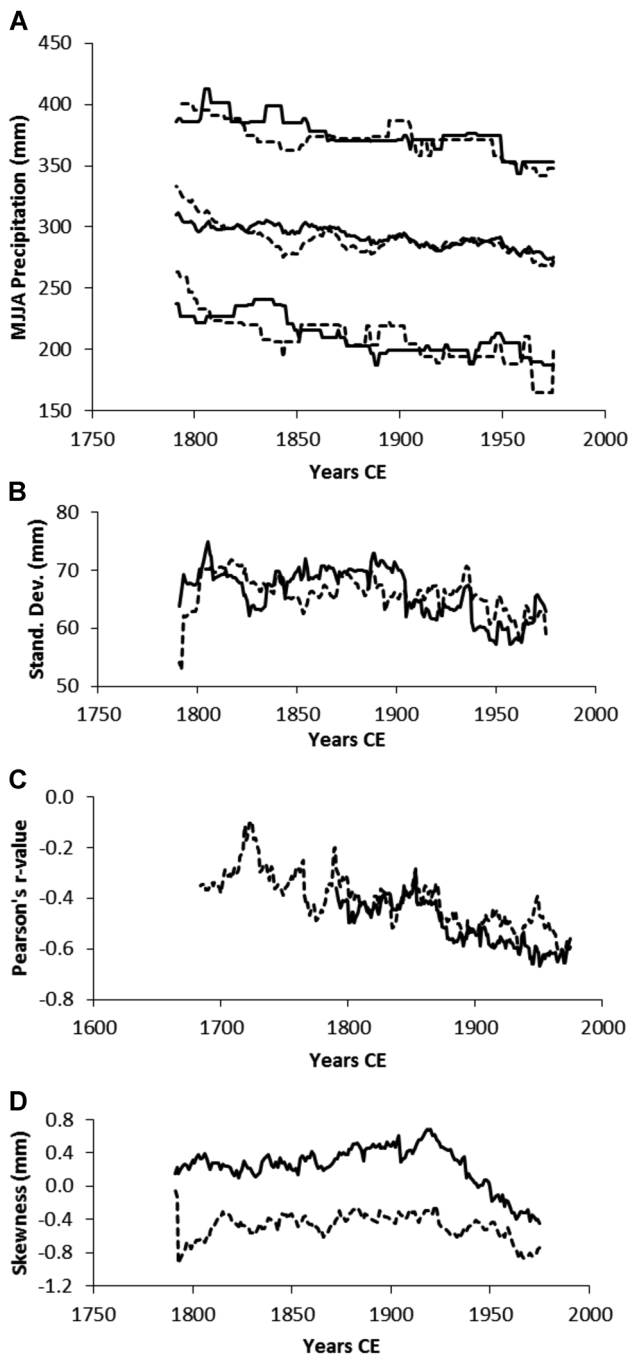 A
450
400
350
300
250
200
150
MJJA Precipitation (mm)
1750 1800 1850 1900 1950 2000
Years CE
B
80
70
60
50
Stand. Dev. (mm)
1750 1800 1850 1900 1950 2000
Years CE
C
0.0
-0.2
-0.4
-0.6
-0.8
Pearson's r-value
1600 1700 1800 1900 2000
Years CE
D
0.8
0.4
0.0
-0.4
-0.8
-1.2
Skewness (mm)
1750 1800 1850 1900 1950 2000
Years CE